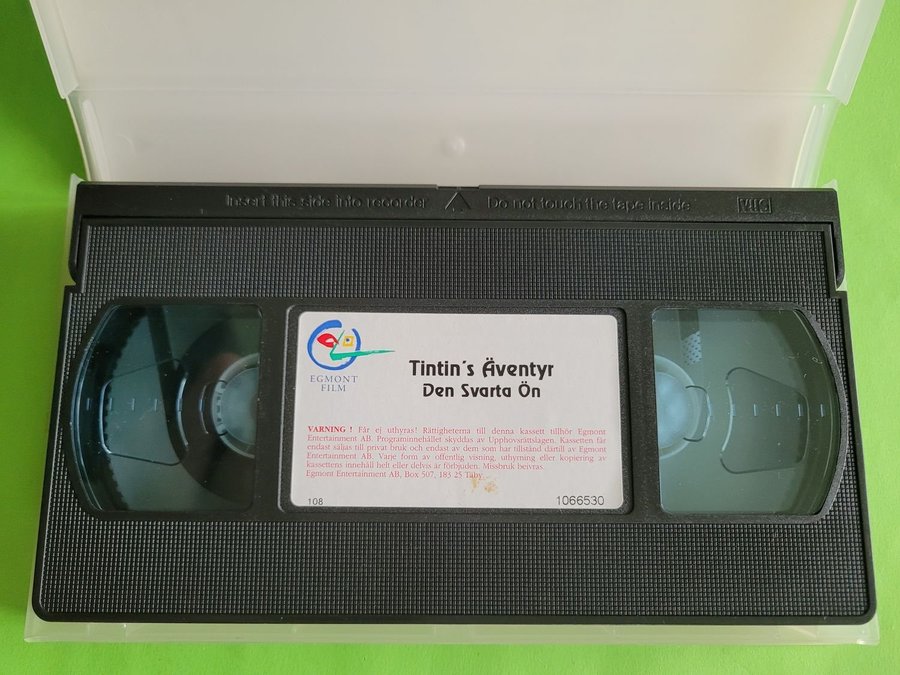 Insert this side into recorder Do not touch the tape inside VHS
EGMONT
FILM
Tintin's Äventyr
Den Svarta Ön
VARNING ! Får ej uthyras! Rättigheterna till denna kassett tillhör Egmont
Entertainment AB. Programinnehållet skyddas av Upphovsrättslagen. Kassetten får
endast säljas till privat bruk och endast av dem som har tillstånd därtill av Egmont
Entertainment AB. Varje form av offentlig visning, uthyrning eller kopiering av
kassettens innehåll helt eller delvis är förbjuden. Missbruk beivras.
Egmont Entertainment AB, Box 507, 183 25 Täby
108
1066530